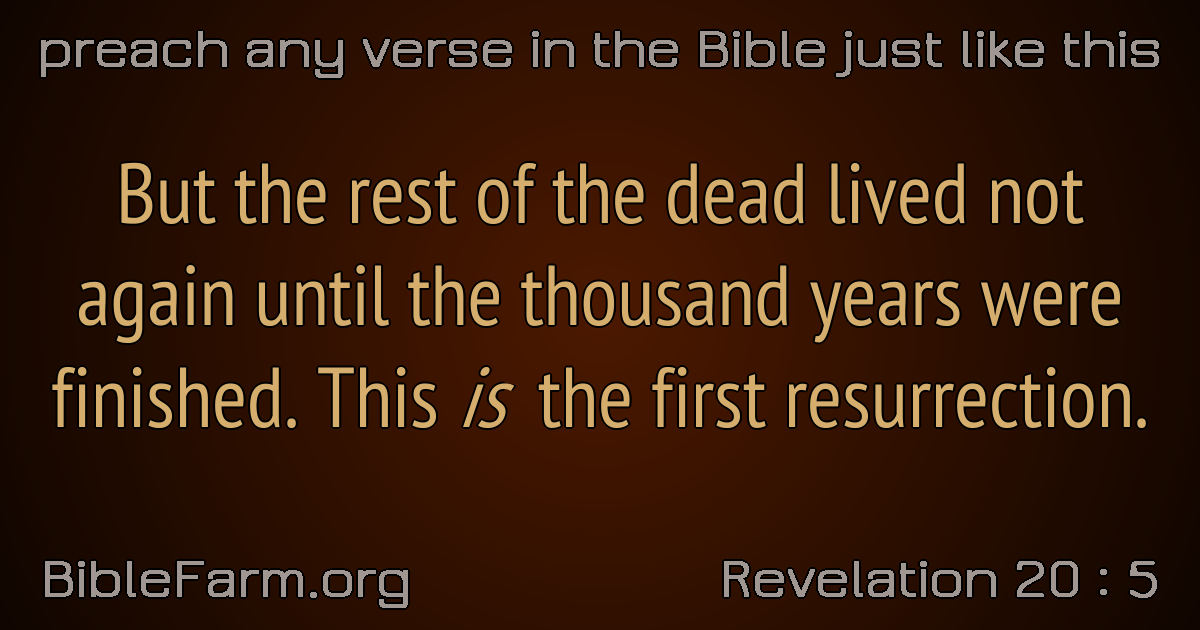 preach any verse in the Bible just like this
But the rest of the dead lived not
again until the thousand years were
finished. This is the first resurrection.
BibleFarm.org
Revelation 20 : 5